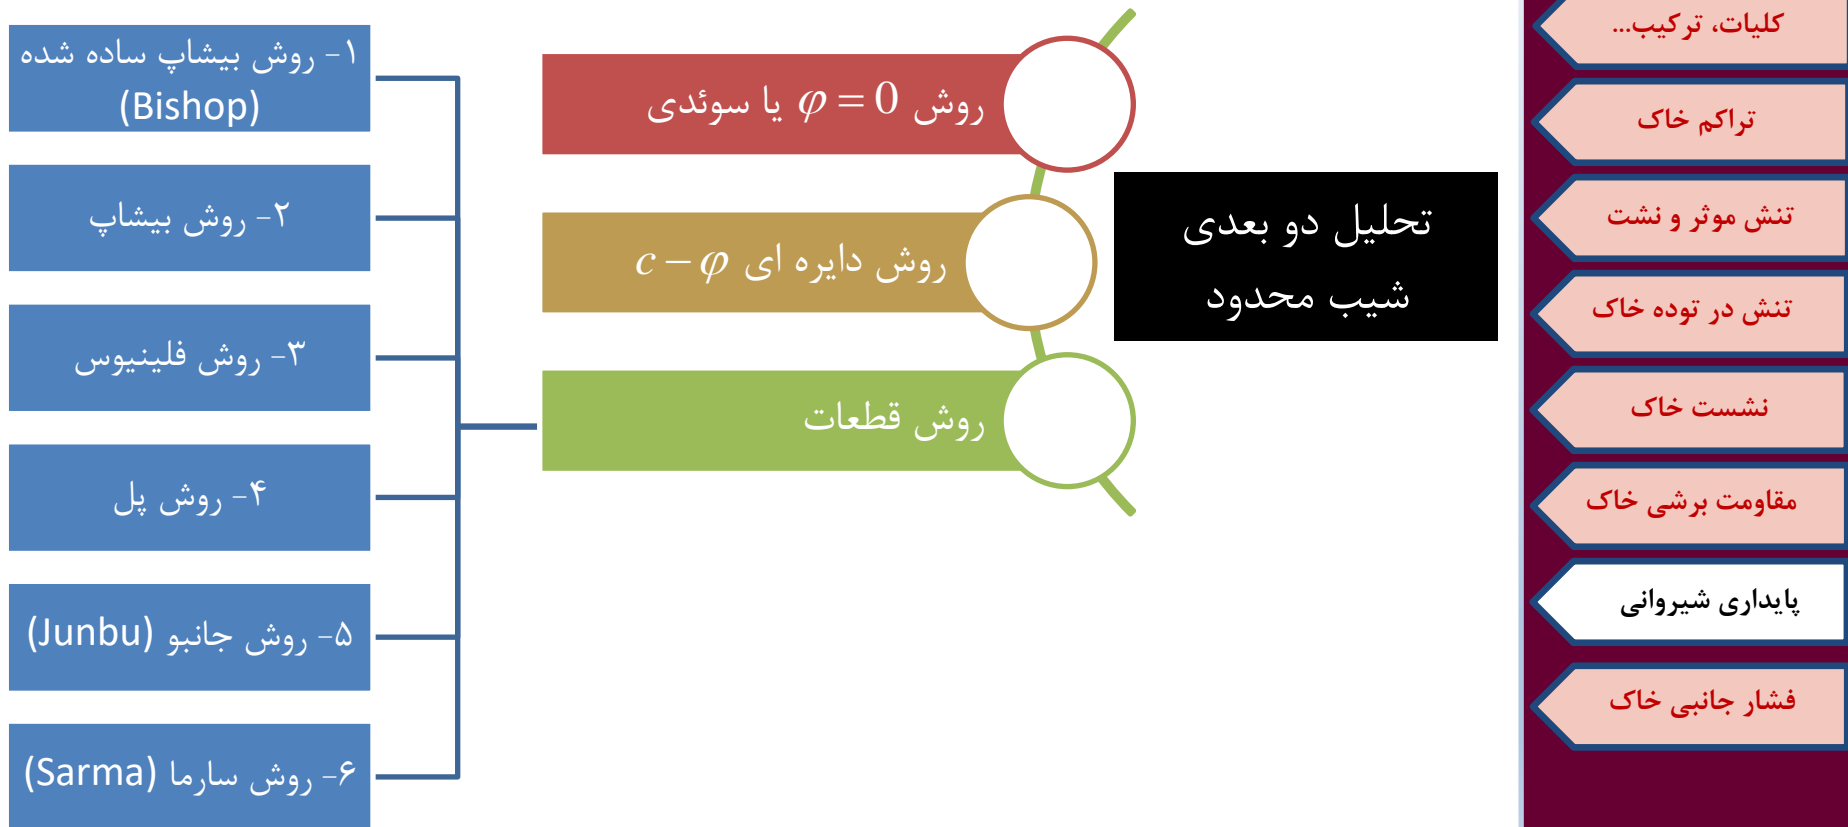 کلیات، ترکیب...
تراکم خاک
تنش موثر و نشت
تنش در توده خاک
نشست خاک
مقاومت برشی خاک
پایداری شیروانی
فشار جانبی خاک
تحلیل دو بعدی
شیب محدود
روش φ = 0 یا سوئدی
روش دایره ای c – φ
روش قطعات
۱- روش بیشاپ ساده شده
(Bishop)
۲- روش بیشاپ
۳- روش فلینیوس
۴- روش پل
۵- روش جانبو (Junbu)
۶- روش سارما (Sarma)